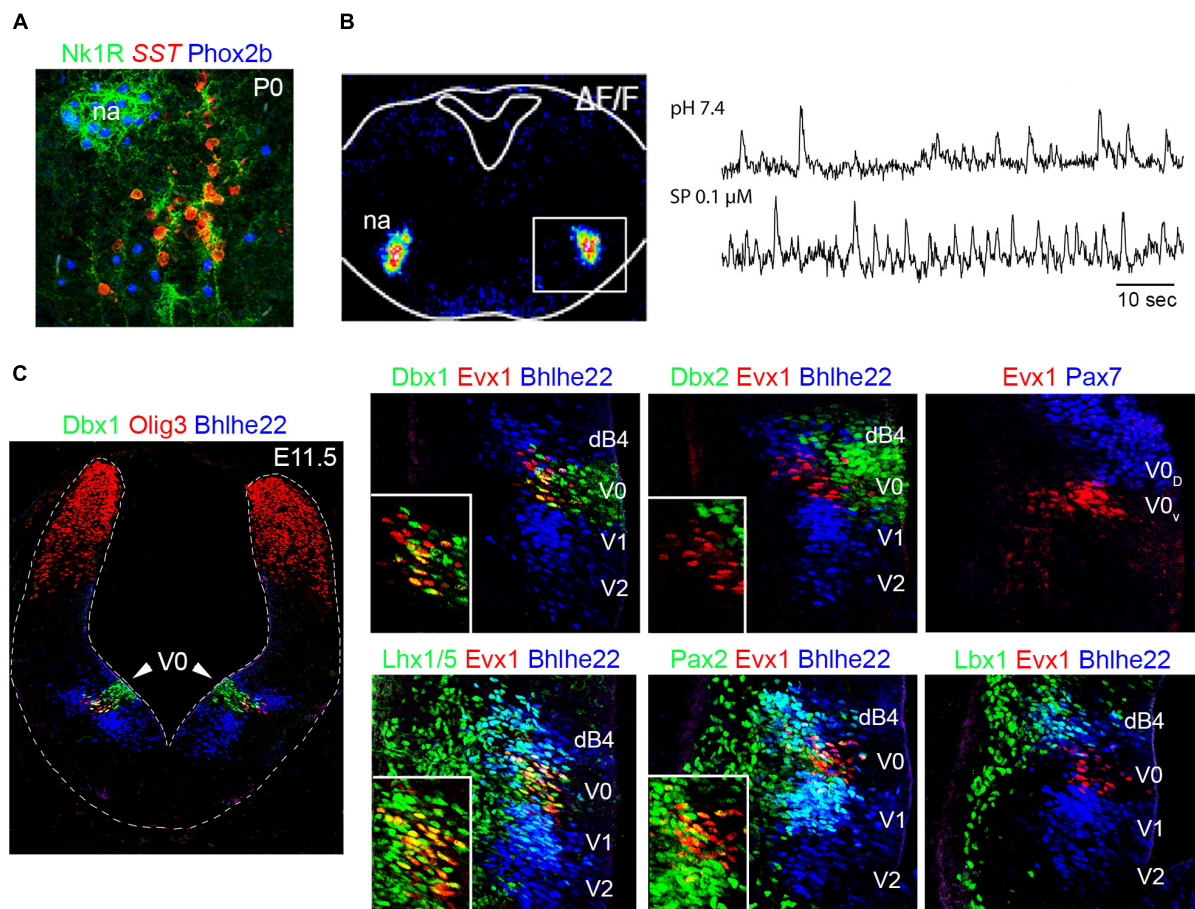 A
Nk1R SST Phox2b
P0
na
B
ΔF/F
na
pH 7.4
SP 0.1 µM
10 sec
C
Dbx1 Olig3 Bhlhe22
E11.5
V0
Dbx1 Evx1 Bhlhe22
dB4
V0
V1
V2
Dbx2 Evx1 Bhlhe22
dB4
V0
V1
V2
Evx1 Pax7
V0D
V0v
Lhx1/5 Evx1 Bhlhe22
dB4
V0
V1
V2
Pax2 Evx1 Bhlhe22
dB4
V0
V1
V2
Lbx1 Evx1 Bhlhe22
dB4
V0
V1
V2